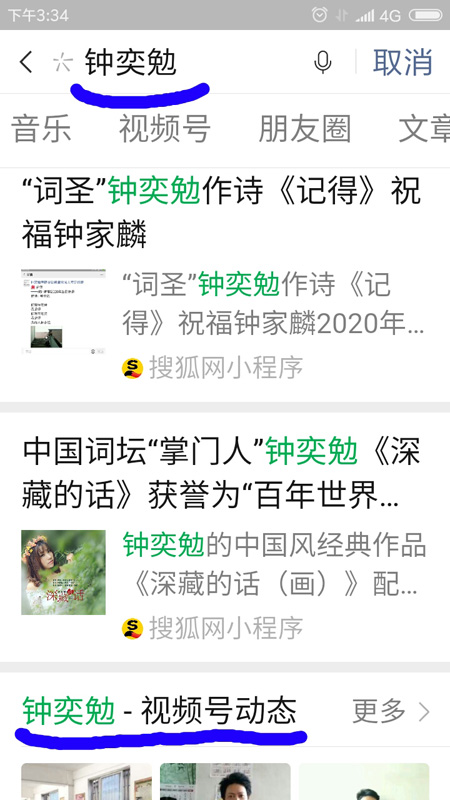 下午3:34
4G
钟奕勉
取消
音乐 视频号 朋友圈 文章
“词圣”钟奕勉作诗《记得》祝
福钟家麟
“词圣”钟奕勉作诗《记
得》祝福钟家麟2020年...
搜狐网小程序
中国词坛“掌门人”钟奕勉《深
藏的话》获誉为“百年世界...
钟奕勉的中国风经典作品
《深藏的话（画）》配...
搜狐网小程序
钟奕勉 - 视频号动态
更多